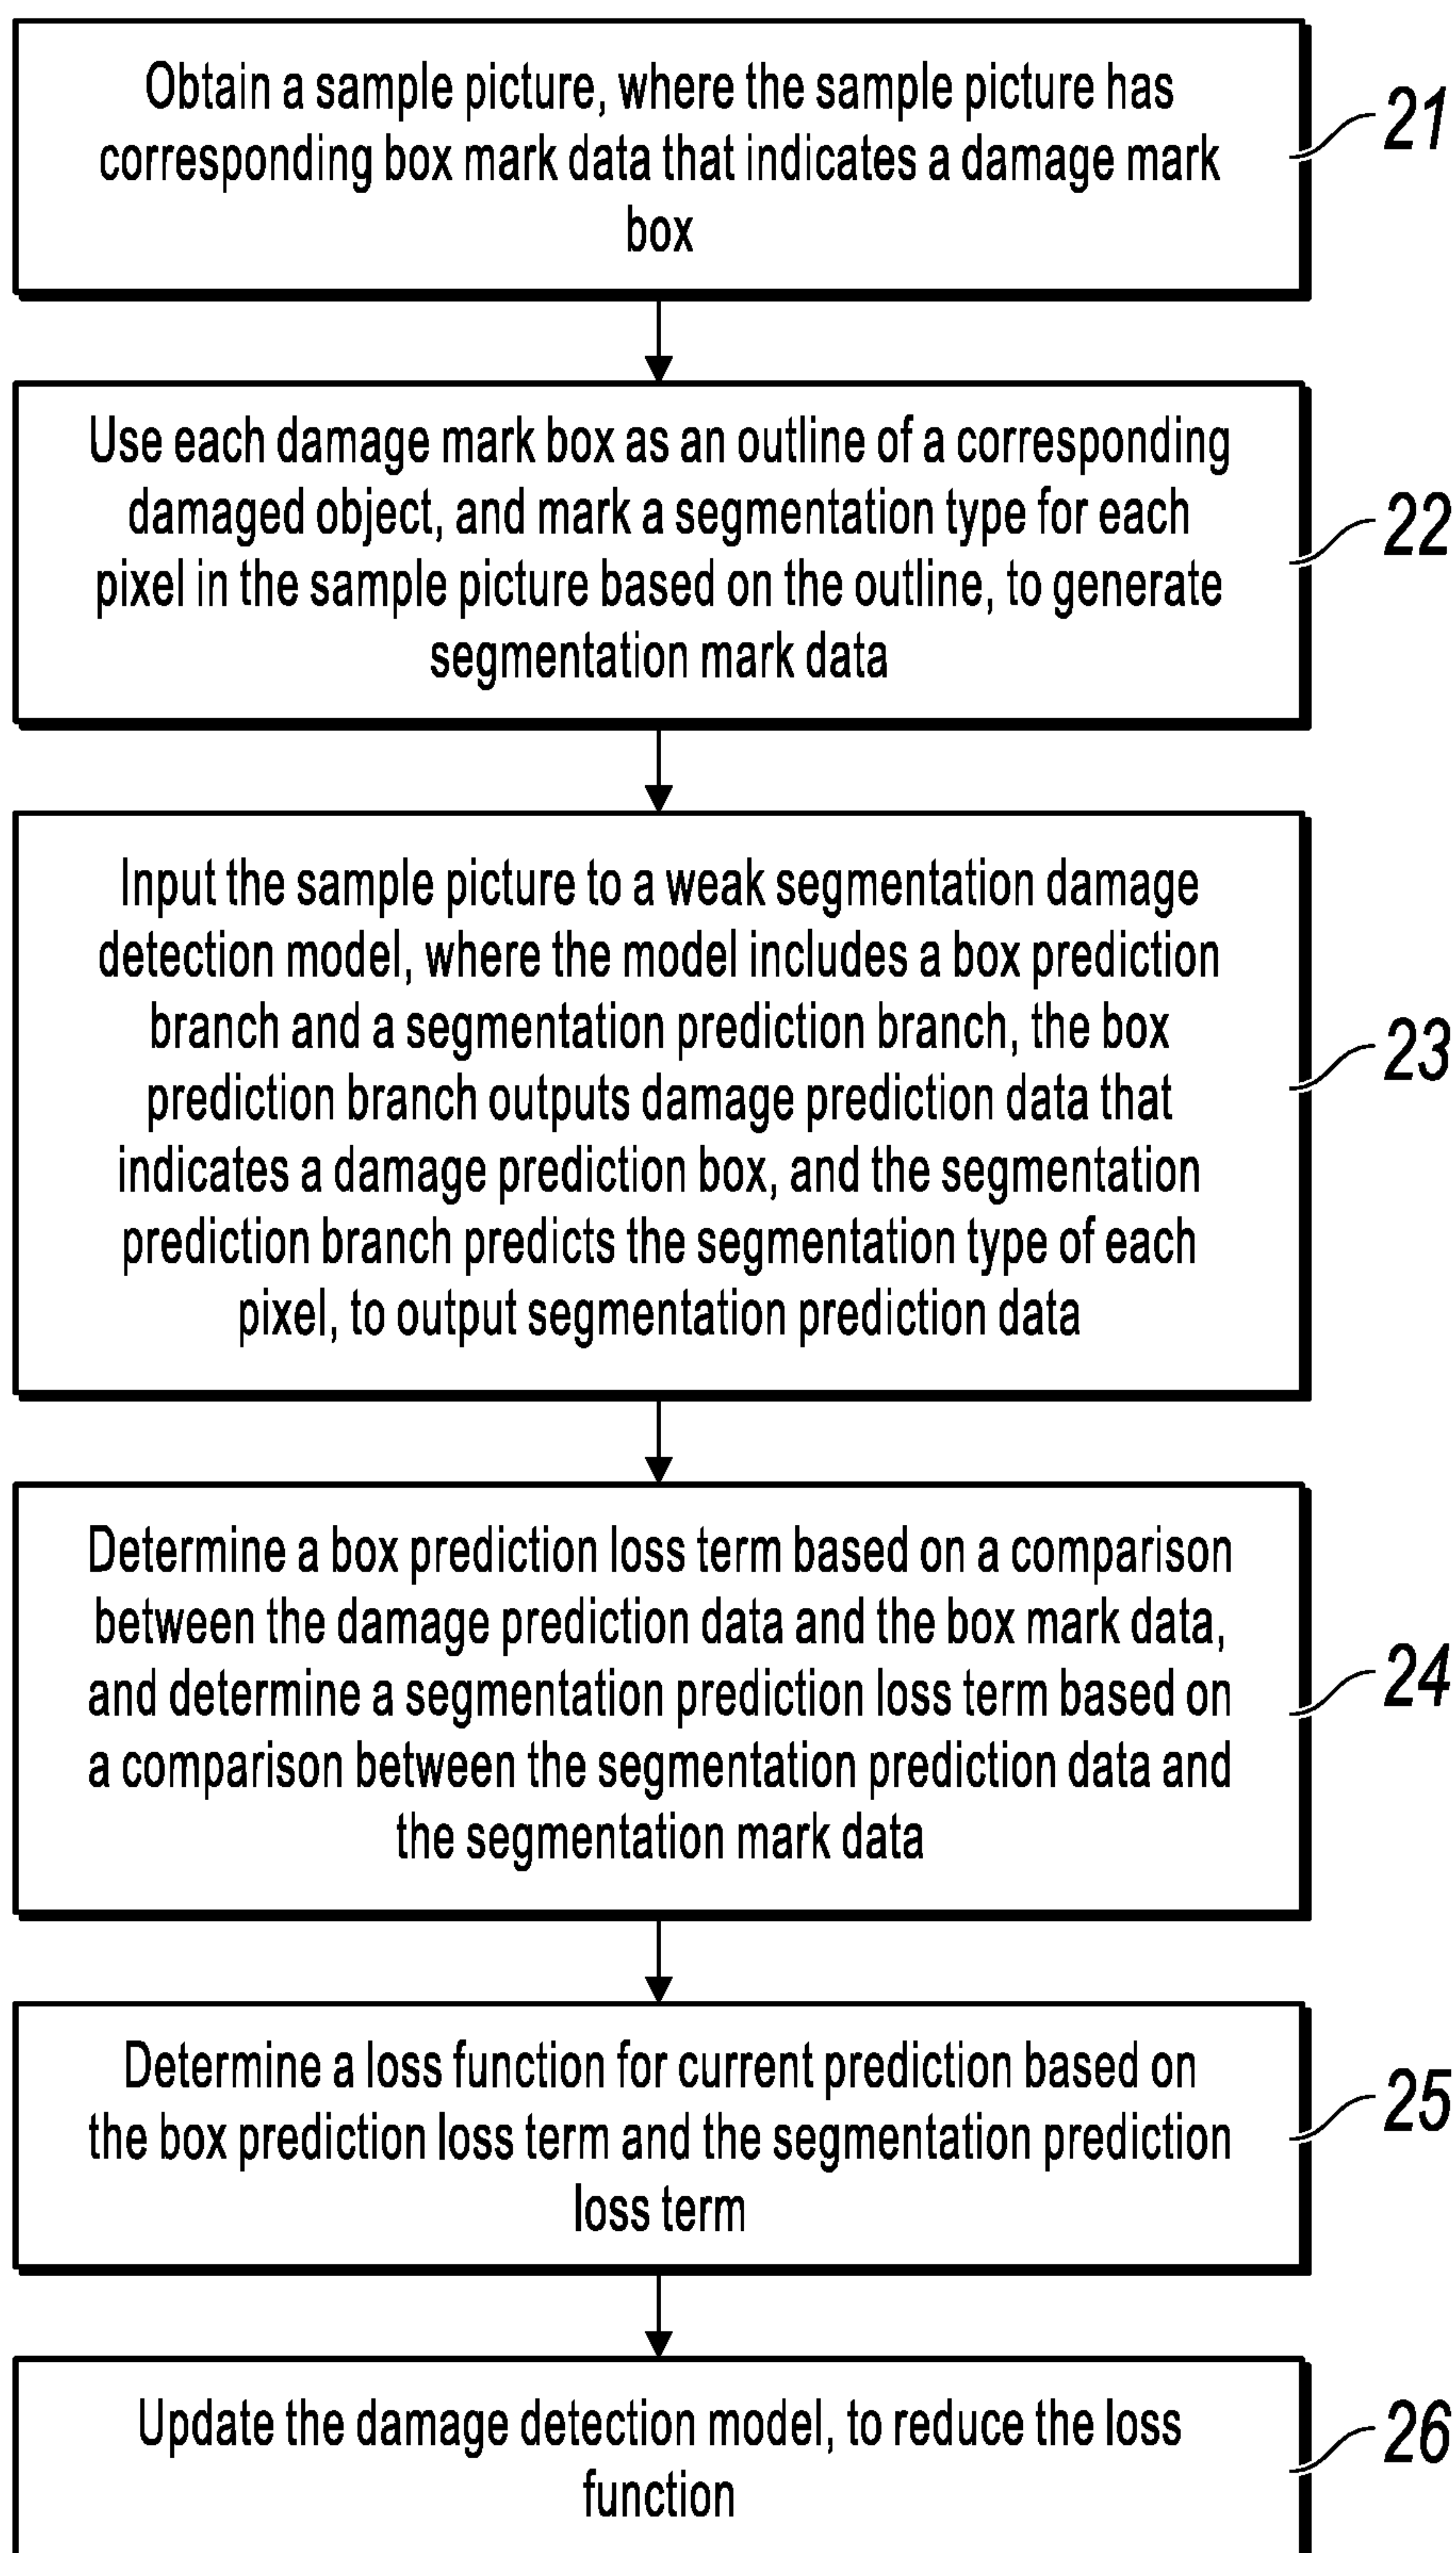 Obtain a sample picture, where the sample picture has
corresponding box mark data that indicates a damage mark
box
21
Use each damage mark box as an outline of a corresponding
damaged object, and mark a segmentation type for each
pixel in the sample picture based on the outline, to generate
segmentation mark data
22
Input the sample picture to a weak segmentation damage
detection model, where the model includes a box prediction
branch and a segmentation prediction branch, the box
prediction branch outputs damage prediction data that
indicates a damage prediction box, and the segmentation
prediction branch predicts the segmentation type of each
pixel, to output segmentation prediction data
23
Determine a box prediction loss term based on a comparison
between the damage prediction data and the box mark data,
and determine a segmentation prediction loss term based on
a comparison between the segmentation prediction data and
the segmentation mark data
24
Determine a loss function for current prediction based on
the box prediction loss term and the segmentation prediction
loss term
25
Update the damage detection model, to reduce the loss
function
26